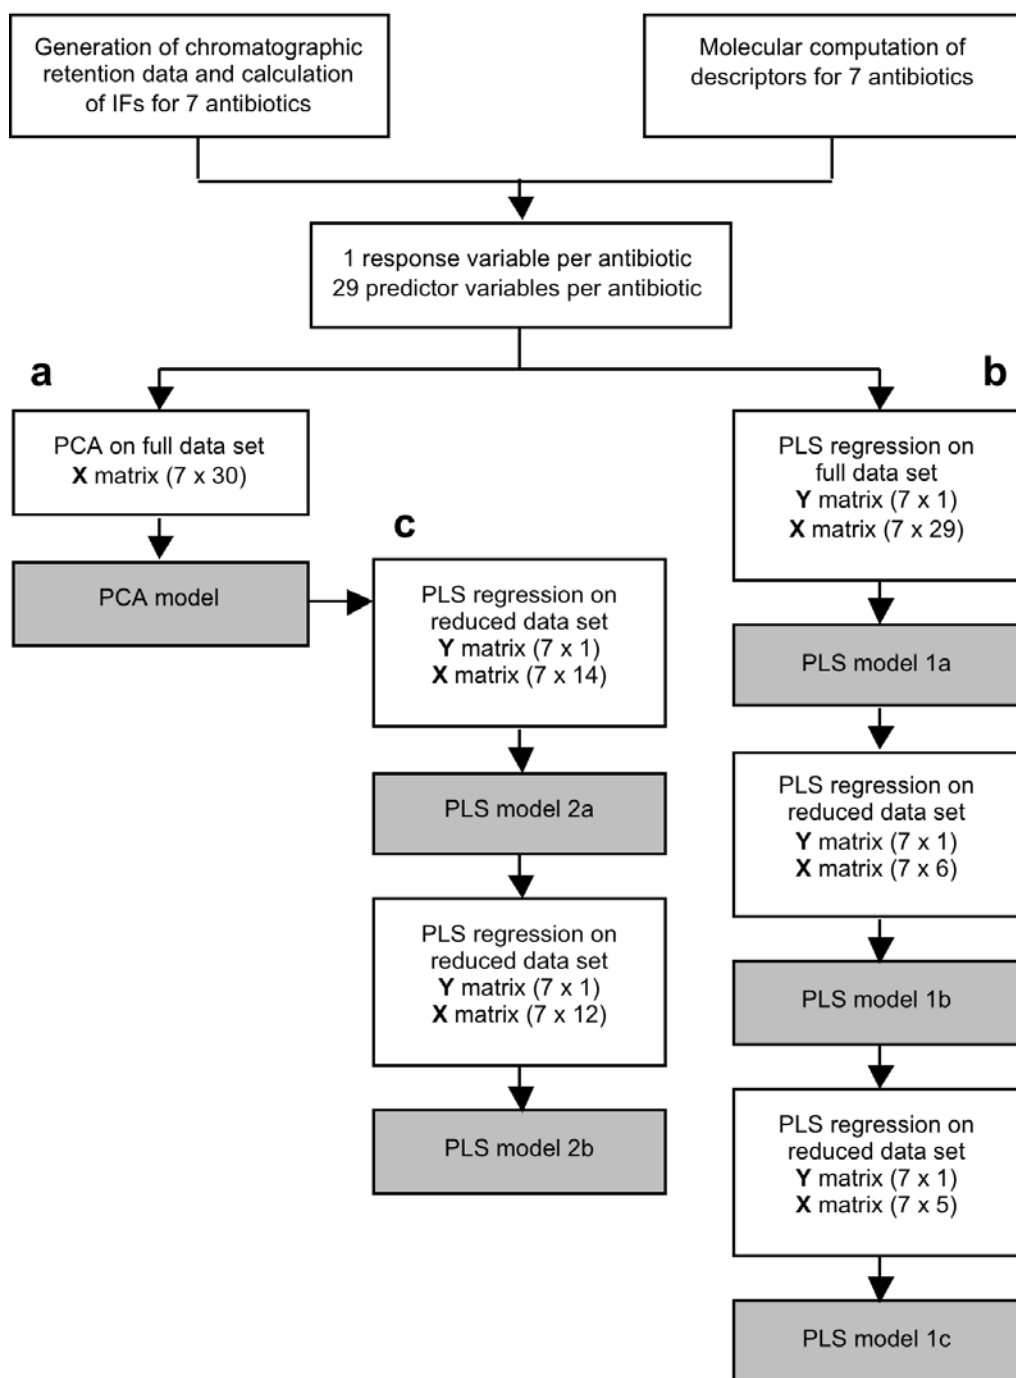 Generation of chromatographic
retention data and calculation
of IFs for 7 antibiotics
Molecular computation of
descriptors for 7 antibiotics
1 response variable per antibiotic
29 predictor variables per antibiotic
a
PCA on full data set
X matrix (7 x 30)
PCA model
c
PLS regression on
reduced data set
Y matrix (7 x 1)
X matrix (7 x 14)
PLS model 2a
PLS regression on
reduced data set
Y matrix (7 x 1)
X matrix (7 x 12)
PLS model 2b
b
PLS regression on
full data set
Y matrix (7 x 1)
X matrix (7 x 29)
PLS model 1a
PLS regression on
reduced data set
Y matrix (7 x 1)
X matrix (7 x 6)
PLS model 1b
PLS regression on
reduced data set
Y matrix (7 x 1)
X matrix (7 x 5)
PLS model 1c